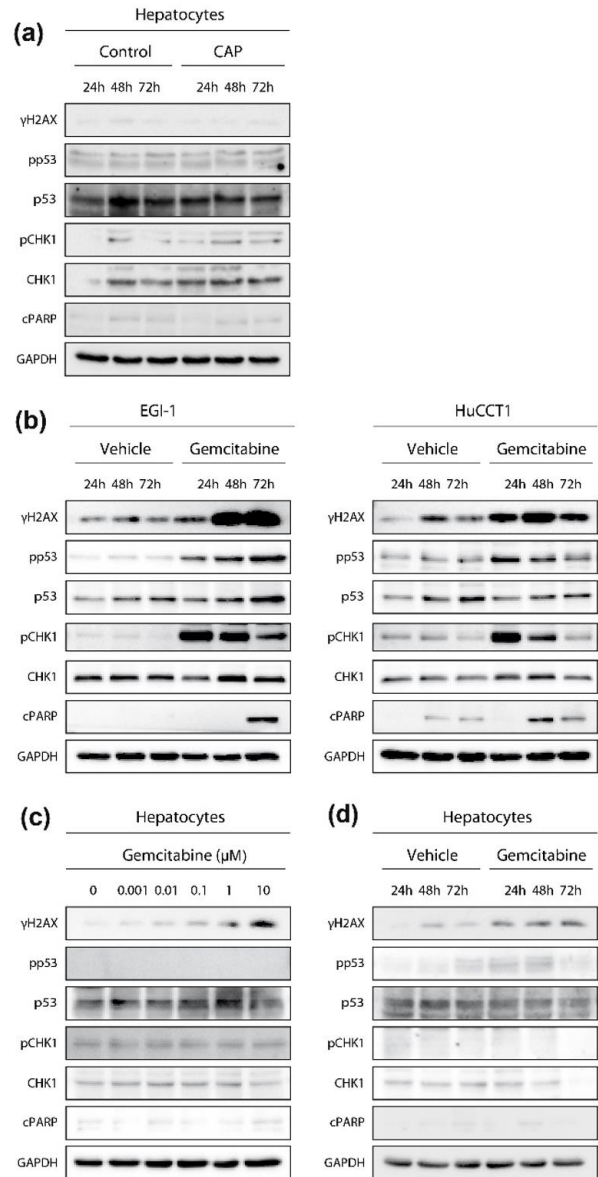 (a)
Hepatocytes
Control CAP
24h 48h 72h 24h 48h 72h
γH2AX
pp53
p53
pCHK1
CHK1
cPARP
GAPDH
(b)
EGI-1
Vehicle Gemcitabine
24h 48h 72h 24h 48h 72h
γH2AX
pp53
p53
pCHK1
CHK1
cPARP
GAPDH
HuCCT1
Vehicle Gemcitabine
24h 48h 72h 24h 48h 72h
γH2AX
pp53
p53
pCHK1
CHK1
cPARP
GAPDH
(c)
Hepatocytes
Gemcitabine (μM)
0 0.001 0.01 0.1 1 10
γH2AX
pp53
p53
pCHK1
CHK1
cPARP
GAPDH
(d)
Hepatocytes
Vehicle Gemcitabine
24h 48h 72h 24h 48h 72h
γH2AX
pp53
p53
pCHK1
CHK1
cPARP
GAPDH